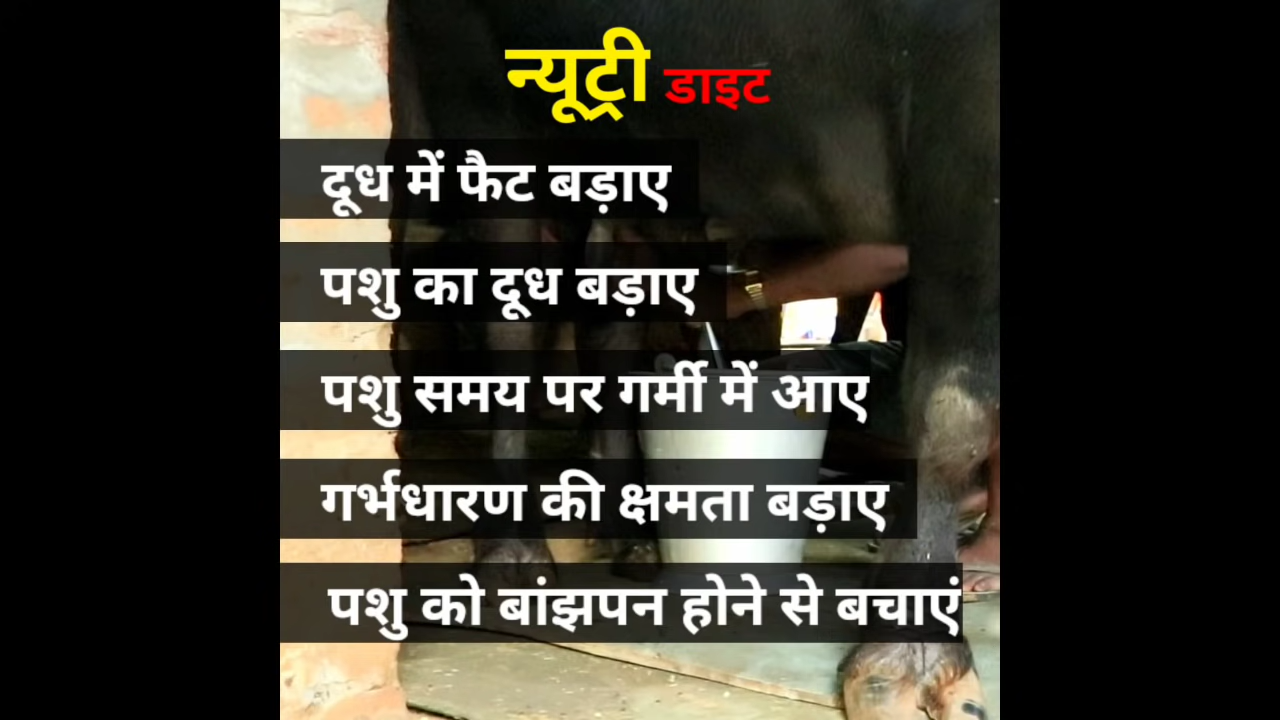 न्यूट्री डाइट
दूध में फैट बड़ाए
पशु का दूध बड़ाए
पशु समय पर गर्मी में आए
गर्भधारण की क्षमता बड़ाए
पशु को बांझपन होने से बचाएं